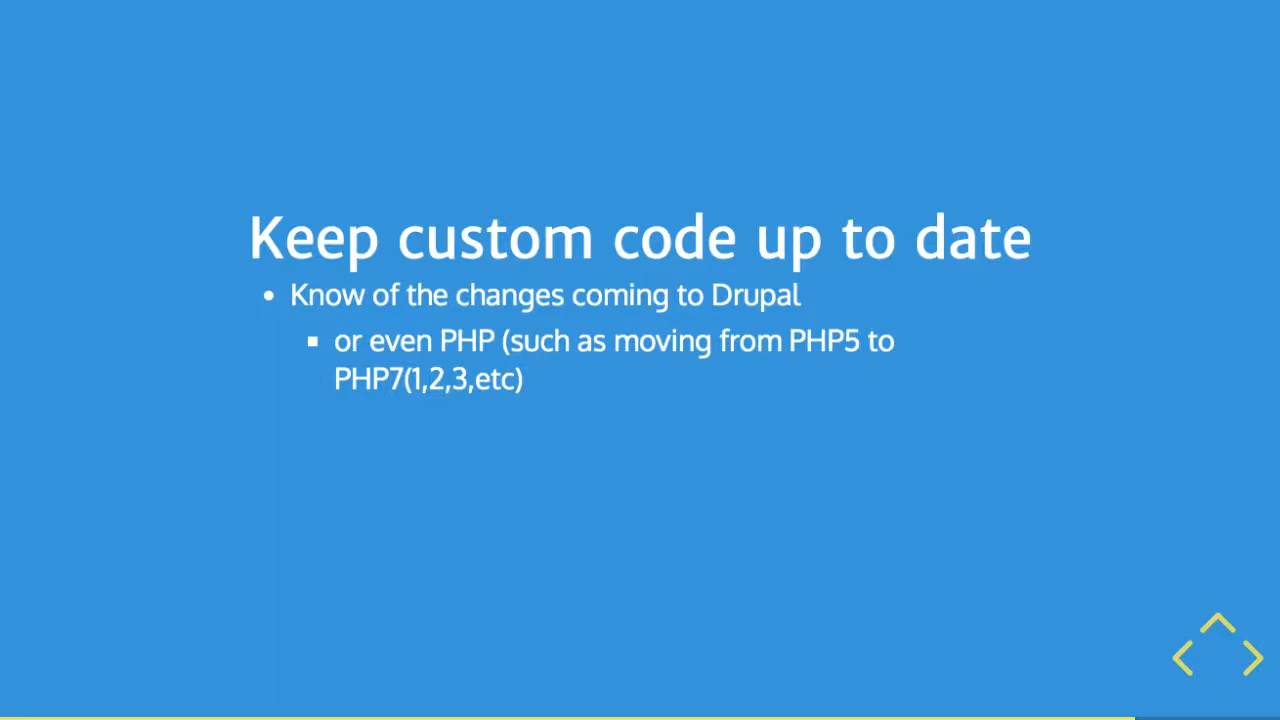 Keep custom code up to date
• Know of the changes coming to Drupal
▪ or even PHP (such as moving from PHP5 to
PHP7(1,2,3,etc)